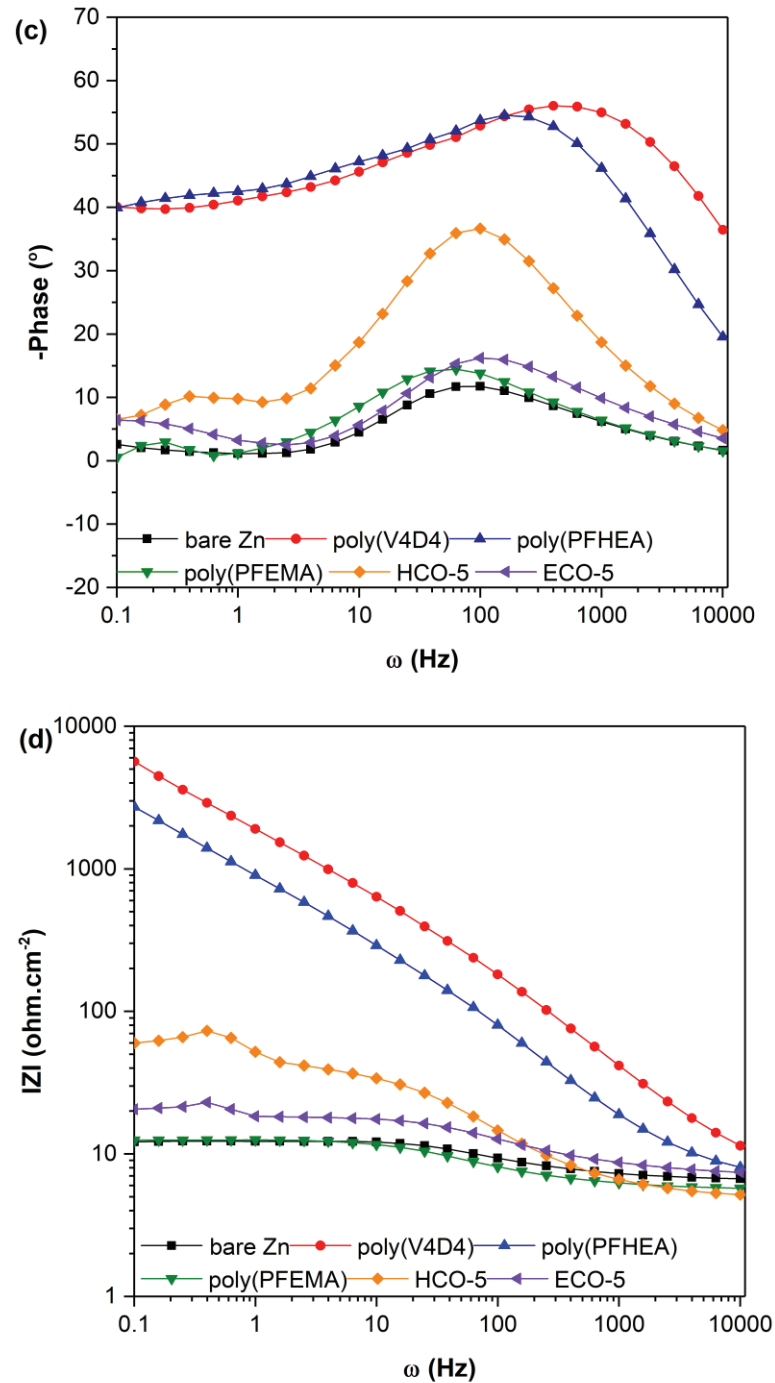 (c)
70
60
50
40
30
20
10
0
-10
-20
-Phase (°)
bare Zn poly(V4D4) poly(PFHEA)
poly(PFEMA) HCO-5 ECO-5
0.1 1 10 100 1000 10000
ω (Hz)
(d)
10000
1000
100
10
1
IZI (ohm.cm-2)
bare Zn poly(V4D4) poly(PFHEA)
poly(PFEMA) HCO-5 ECO-5
0.1 1 10 100 1000 10000
ω (Hz)